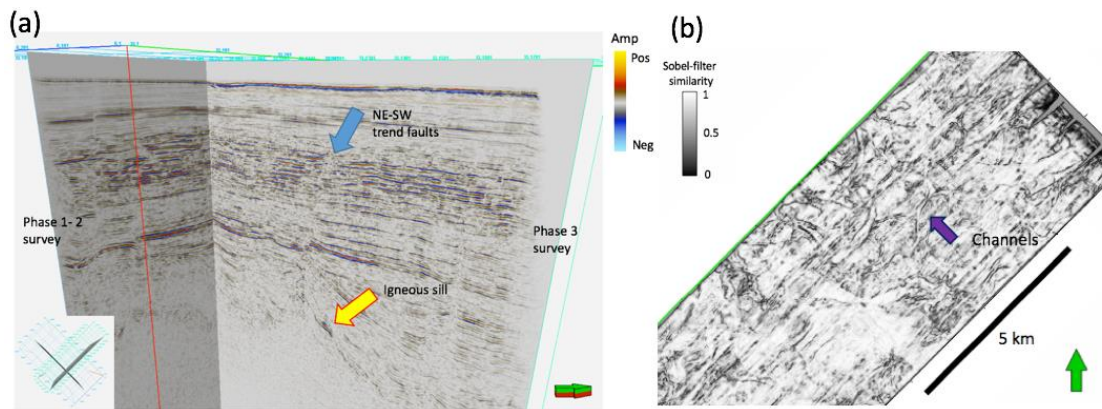 (a)
Amp
Pos
Neg
NE-SW
trend faults
Phase 1- 2
survey
Phase 3
survey
Igneous sill
(b)
Sobel-filter
similarity
1
0.5
0
Channels
5 km